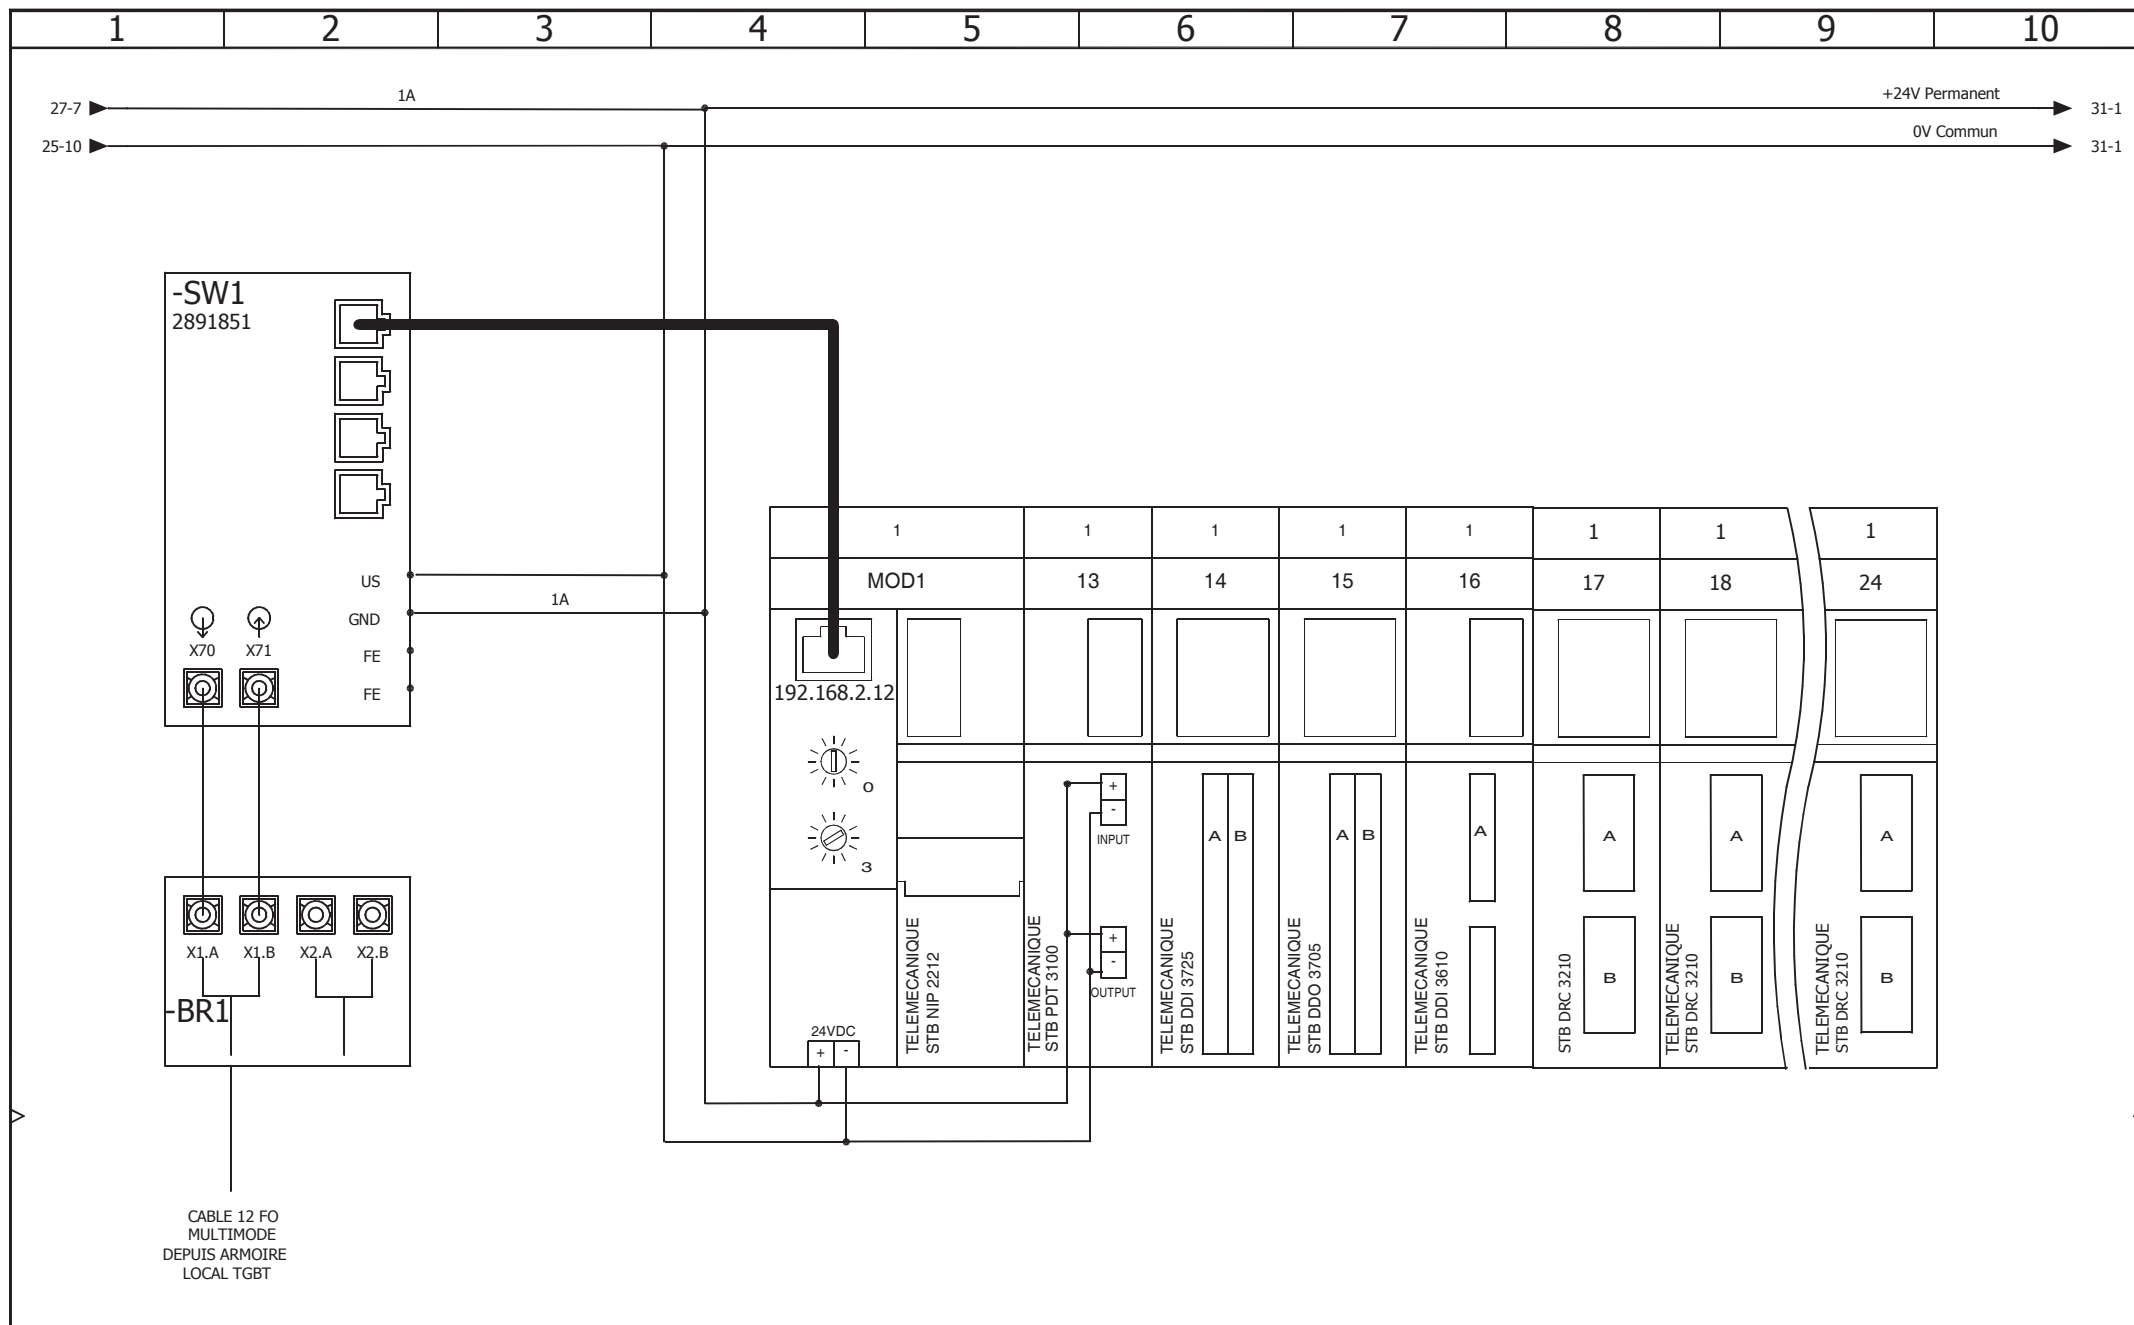 1 2 3 4 5 6 7 8 9 10
27-7 1A +24V Permanent 31-1
25-10 0V Commun 31-1
-SW1
2891851
US
GND 1A
FE
FE
X70 X71
1 1 1 1 1 1 1 1
MOD1 13 14 15 16 17 18 24
192.168.2.12
0
3
24VDC
+ -
TELEMECANIQUE
STB NIP 2212
+
-
INPUT
+
-
OUTPUT
TELEMECANIQUE
STB PDT 3100
A B
TELEMECANIQUE
STB DDI 3725
A B
TELEMECANIQUE
STB DDO 3705
A
TELEMECANIQUE
STB DDI 3610
A
B
STB DRC 3210
A
B
TELEMECANIQUE
STB DRC 3210
A
B
TELEMECANIQUE
STB DRC 3210
X1.A X1.B X2.A X2.B
-BR1
CABLE 12 FO
MULTIMODE
DEPUIS ARMOIRE
LOCAL TGBT